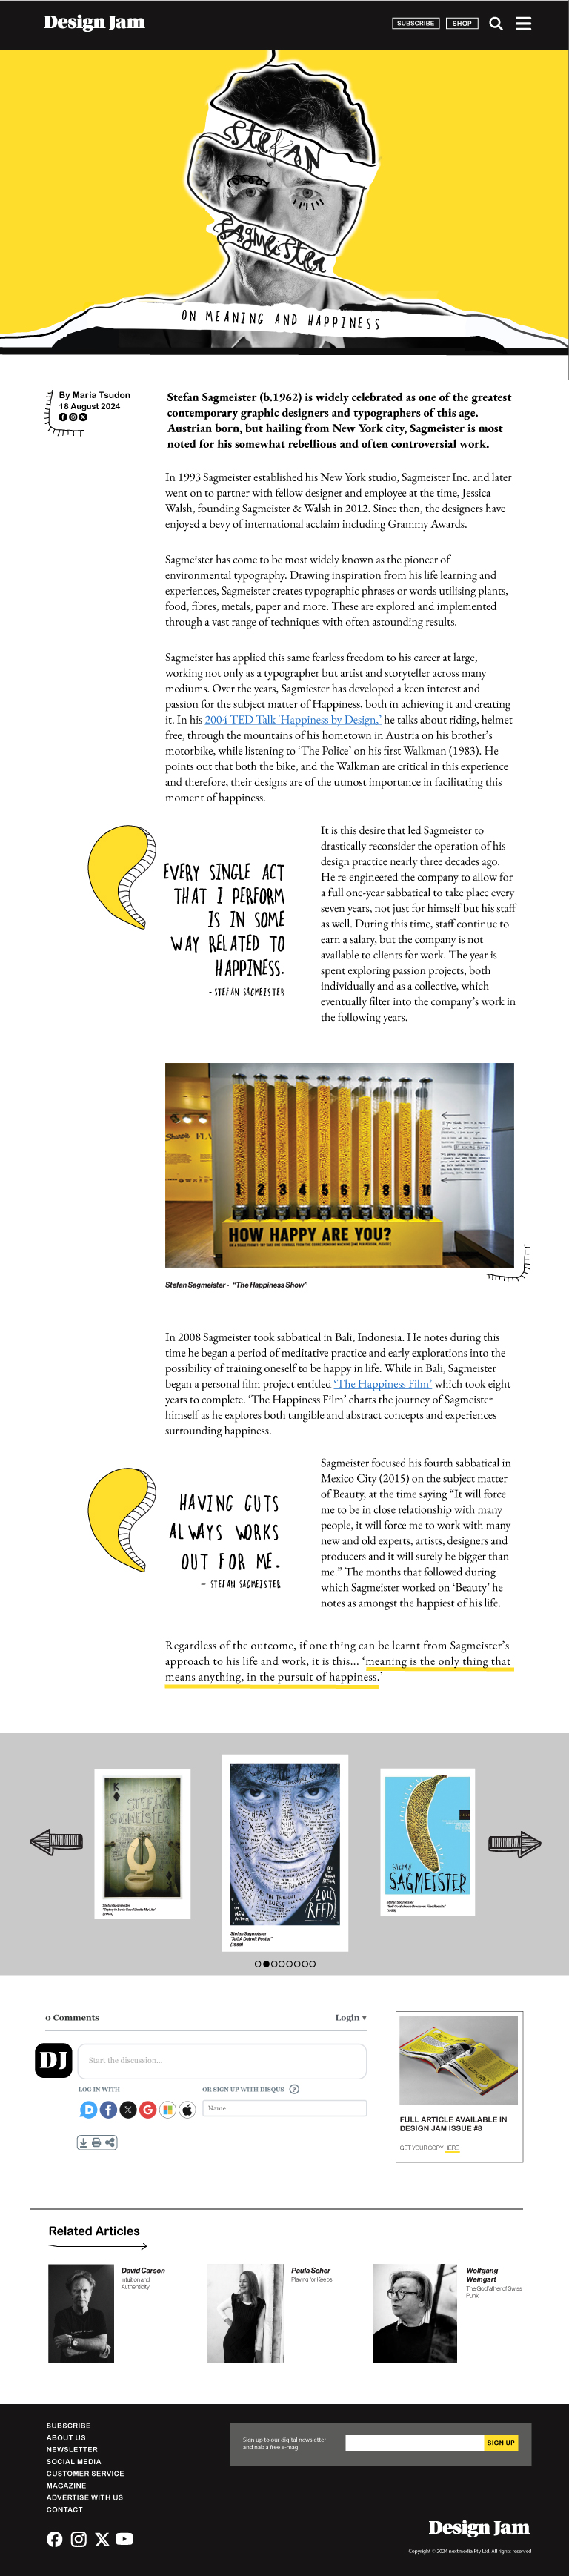 Design Jam
SUBSCRIBE
SHOP
STEFAN
Sagmeister
ON MEANING AND HAPPINESS
By Maria Tsudon
18 August 2024
Stefan Sagmeister (b.1962) is widely celebrated as one of the greatest
contemporary graphic designers and typographers of this age.
Austrian born, but hailing from New York city, Sagmeister is most
noted for his somewhat rebellious and often controversial work.
In 1993 Sagmeister established his New York studio, Sagmeister Inc. and later
went on to partner with fellow designer and employee at the time, Jessica
Walsh, founding Sagmeister & Walsh in 2012. Since then, the designers have
enjoyed a bevy of international acclaim including Grammy Awards.
Sagmeister has come to be most widely known as the pioneer of
environmental typography. Drawing inspiration from his life learning and
experiences, Sagmeister creates typographic phrases or words utilising plants,
food, fibres, metals, paper and more. These are explored and implemented
through a vast range of techniques with often astounding results.
Sagmeister has applied this same fearless freedom to his career at large,
working not only as a typographer but artist and storyteller across many
mediums. Over the years, Sagmiester has developed a keen interest and
passion for the subject matter of Happiness, both in achieving it and creating
it. In his 2004 TED Talk 'Happiness by Design,' he talks about riding, helmet
free, through the mountains of his hometown in Austria on his brother's
motorbike, while listening to 'The Police' on his first Walkman (1983). He
points out that both the bike, and the Walkman are critical in this experience
and therefore, their designs are of the utmost importance in facilitating this
moment of happiness.
EVERY SINGLE ACT
THAT I PERFORM
IS IN SOME
WAY RELATED TO
HAPPINESS.
- STEFAN SAGMEISTER
It is this desire that led Sagmeister to
drastically reconsider the operation of his
design practice nearly three decades ago.
He re-engineered the company to allow for
a full one-year sabbatical to take place every
seven years, not just for himself but his staff
as well. During this time, staff continue to
earn a salary, but the company is not
available to clients for work. The year is
spent exploring passion projects, both
individually and as a collective, which
eventually filter into the company's work in
the following years.
1 2 3 4 5 6 7 8 9 10
HOW HAPPY ARE YOU?
Stefan Sagmeister - "The Happiness Show"
In 2008 Sagmeister took sabbatical in Bali, Indonesia. He notes during this
time he began a period of meditative practice and early explorations into the
possibility of training oneself to be happy in life. While in Bali, Sagmeister
began a personal film project entitled 'The Happiness Film' which took eight
years to complete. 'The Happiness Film' charts the journey of Sagmeister
himself as he explores both tangible and abstract concepts and experiences
surrounding happiness.
HAVING GUTS
ALWAYS WORKS
OUT FOR ME.
- STEFAN SAGMEISTER
Sagmeister focused his fourth sabbatical in
Mexico City (2015) on the subject matter
of Beauty, at the time saying "It will force
me to be in close relationship with many
people, it will force me to work with many
new and old experts, artists, designers and
producers and it will surely be bigger than
me." The months that followed during
which Sagmeister worked on 'Beauty' he
notes as amongst the happiest of his life.
Regardless of the outcome, if one thing can be learnt from Sagmeister's
approach to his life and work, it is this... 'meaning is the only thing that
means anything, in the pursuit of happiness.'
K
STEFAN
SAGMEISTER
Stefan Sagmeister
LOU
REED
Stefan Sagmeister
"AIGA Detroit Poster"
STEFAN
SAGMEISTER
Stefan Sagmeister
0 Comments
Login
DJ
Start the discussion...
LOG IN WITH
OR SIGN UP WITH DISQUS ?
Name
FULL ARTICLE AVAILABLE IN
DESIGN JAM ISSUE #8
GET YOUR COPY HERE
Related Articles
David Carson
Intuition and
Authenticity
Paula Scher
Playing for Keeps
Wolfgang
Weingart
The Godfather of Swiss
Punk
SUBSCRIBE
ABOUT US
NEWSLETTER
SOCIAL MEDIA
CUSTOMER SERVICE
MAGAZINE
ADVERTISE WITH US
CONTACT
Sign up to our digital newsletter
and nab a free e-mag
SIGN UP
Design Jam
Copyright © 2024 nextmedia Pty Ltd. All rights reserved